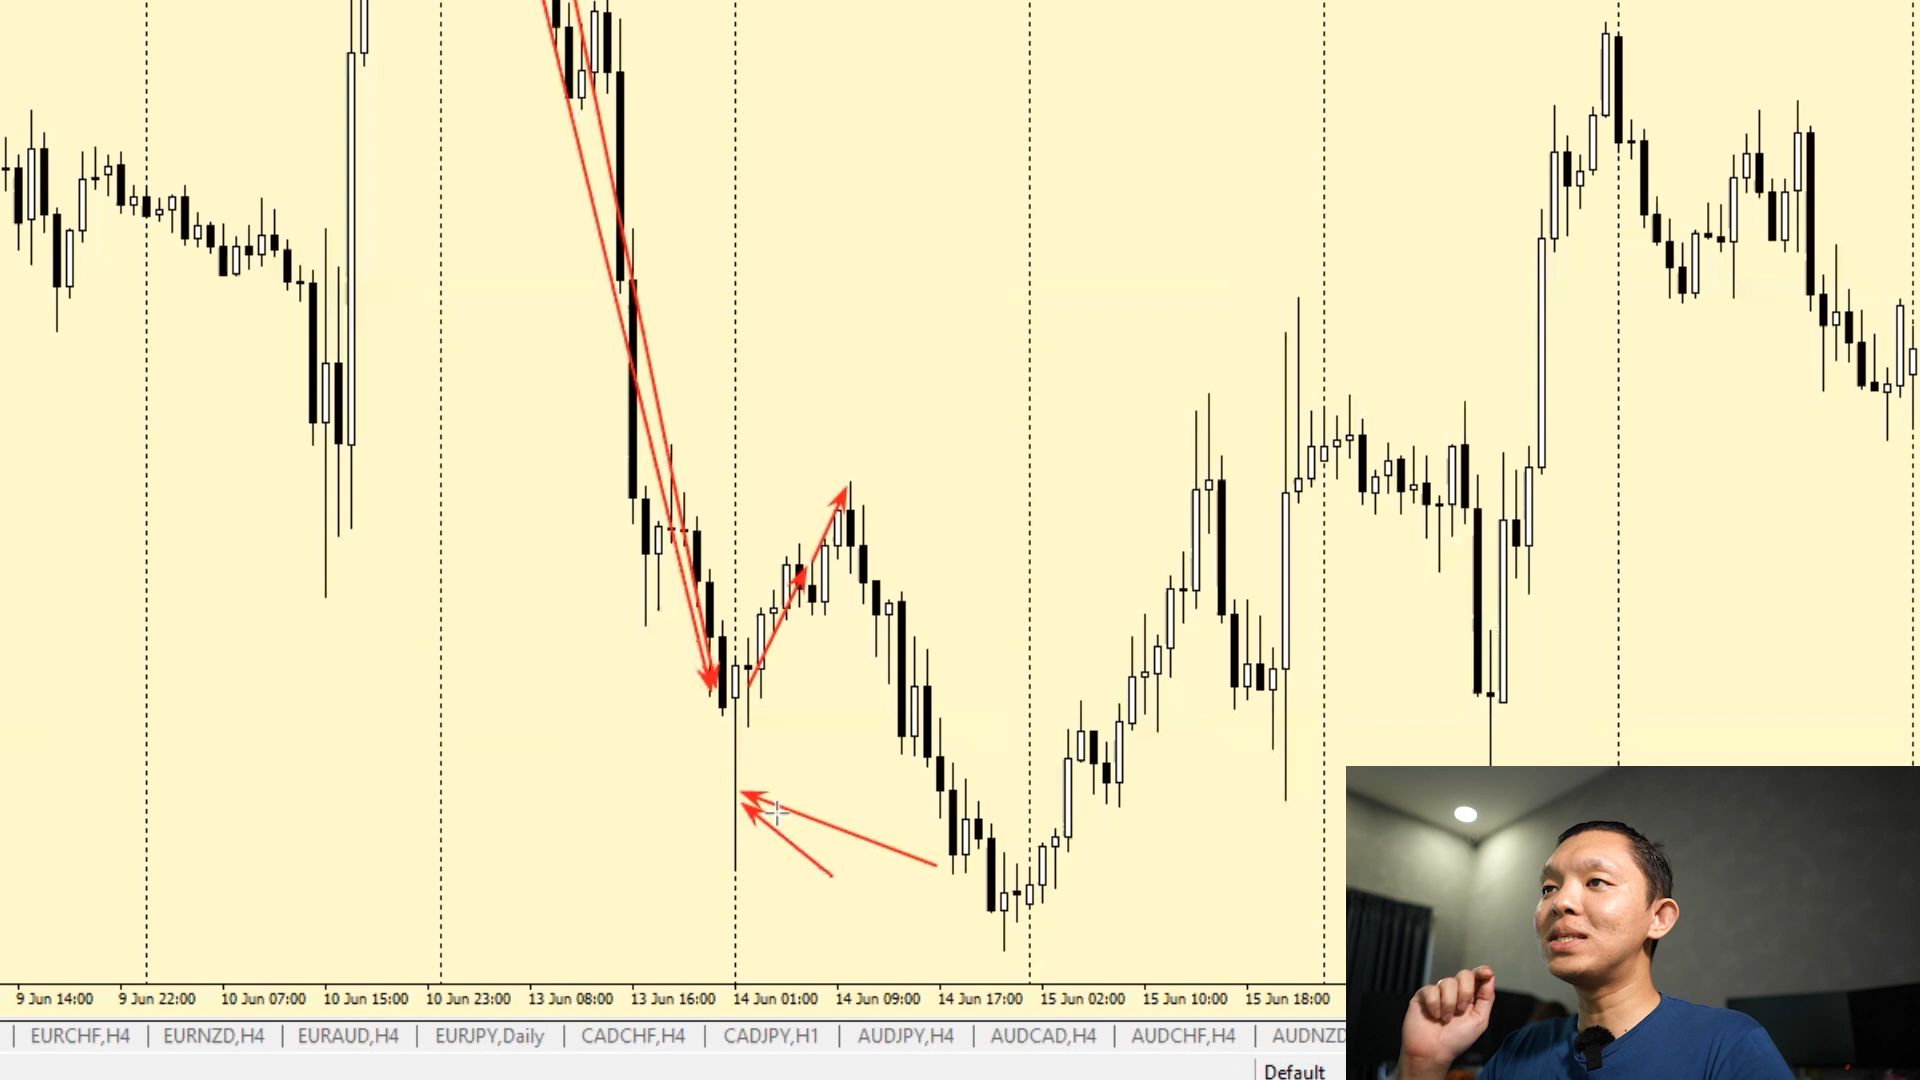 9 Jun 14:00 9 Jun 22:00 10 Jun 07:00 10 Jun 15:00 10 Jun 23:00 13 Jun 08:00 13 Jun 16:00 14 Jun 01:00 14 Jun 09:00 14 Jun 17:00 15 Jun 02:00 15 Jun 10:00 15 Jun 18:00
| EURCHF,H4 | EURNZD,H4 | EURAUD,H4 | EURJPY,Daily | CADCHF,H4 | CADJPY,H1 | AUDJPY,H4 | AUDCAD,H4 | AUDCHF,H4 | AUDNZD
Default